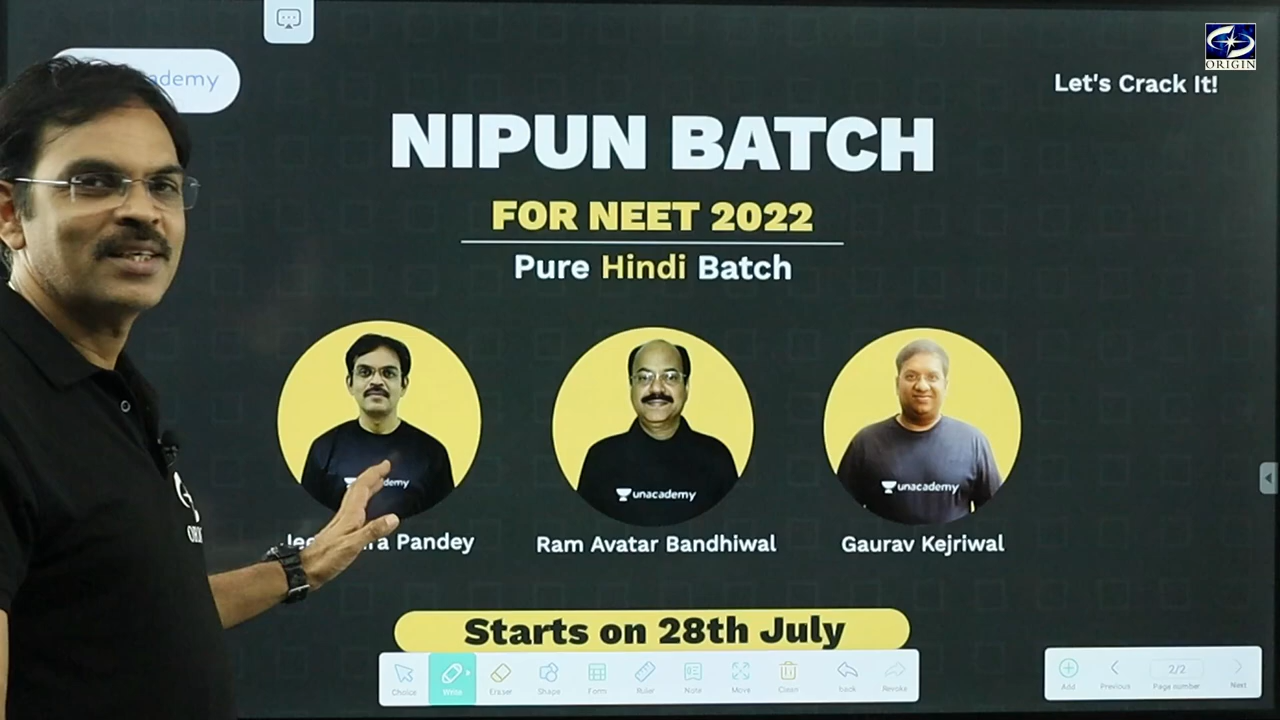 ORIGIN
Let's Crack It!
NIPUN BATCH
FOR NEET 2022
Pure Hindi Batch
unacademy
unacademy
Pandey
Ram Avatar Bandhiwal
Gaurav Kejriwal
Starts on 28th July
Choice
Write
Eraser
Shape
Form
Ruler
Note
Move
Clear
back
Revoke
Add
Previous
2/2
Page number
Next